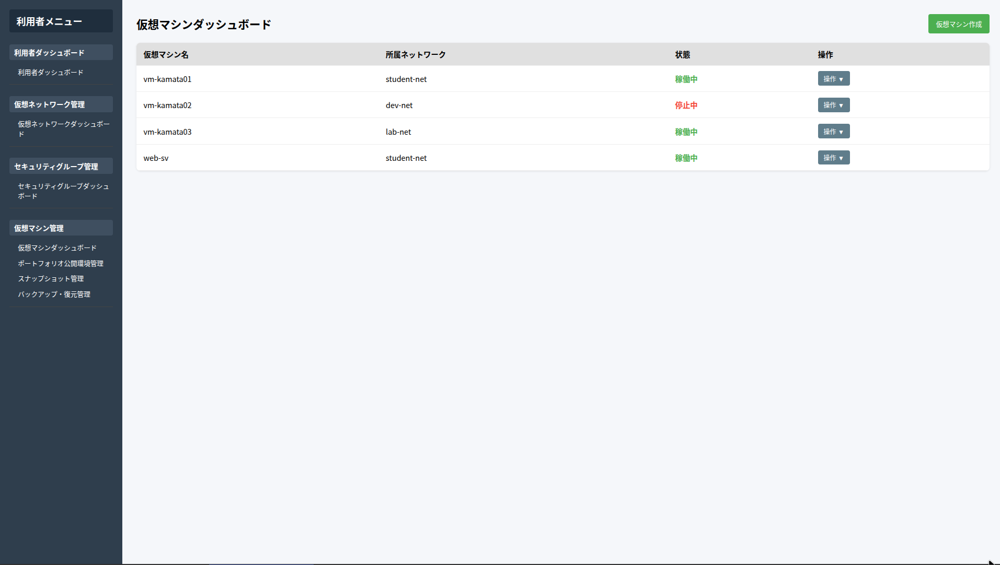 利用者メニュー
利用者ダッシュボード
利用者ダッシュボード
仮想ネットワーク管理
仮想ネットワークダッシュボー
ド
セキュリティグループ管理
セキュリティグループダッシュ
ボード
仮想マシン管理
仮想マシンダッシュボード
ポートフォリオ公開環境管理
スナップショット管理
バックアップ・復元管理
仮想マシンダッシュボード
仮想マシン作成
仮想マシン名 所属ネットワーク 状態 操作
vm-kamata01 student-net 稼働中 操作 ▼
vm-kamata02 dev-net 停止中 操作 ▼
vm-kamata03 lab-net 稼働中 操作 ▼
web-sv student-net 稼働中 操作 ▼